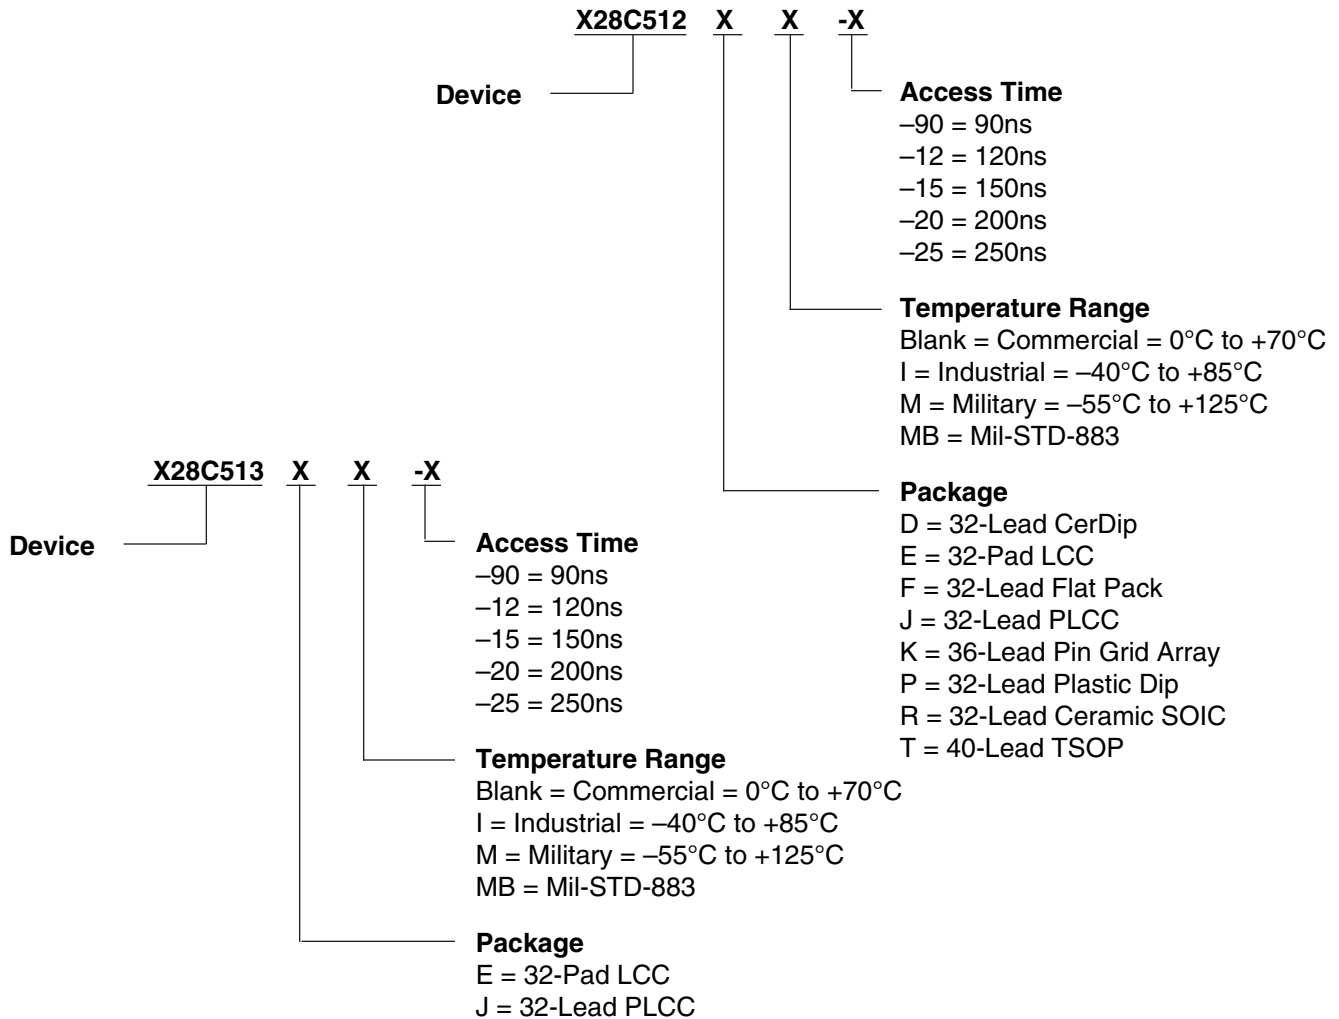 X28C512 X X -X
Device
Access Time
–90 = 90ns
–12 = 120ns
–15 = 150ns
–20 = 200ns
–25 = 250ns
Temperature Range
Blank = Commercial = 0°C to +70°C
I = Industrial = –40°C to +85°C
M = Military = –55°C to +125°C
MB = Mil-STD-883
Package
D = 32-Lead CerDip
E = 32-Pad LCC
F = 32-Lead Flat Pack
J = 32-Lead PLCC
K = 36-Lead Pin Grid Array
P = 32-Lead Plastic Dip
R = 32-Lead Ceramic SOIC
T = 40-Lead TSOP
X28C513 X X -X
Device
Access Time
–90 = 90ns
–12 = 120ns
–15 = 150ns
–20 = 200ns
–25 = 250ns
Temperature Range
Blank = Commercial = 0°C to +70°C
I = Industrial = –40°C to +85°C
M = Military = –55°C to +125°C
MB = Mil-STD-883
Package
E = 32-Pad LCC
J = 32-Lead PLCC